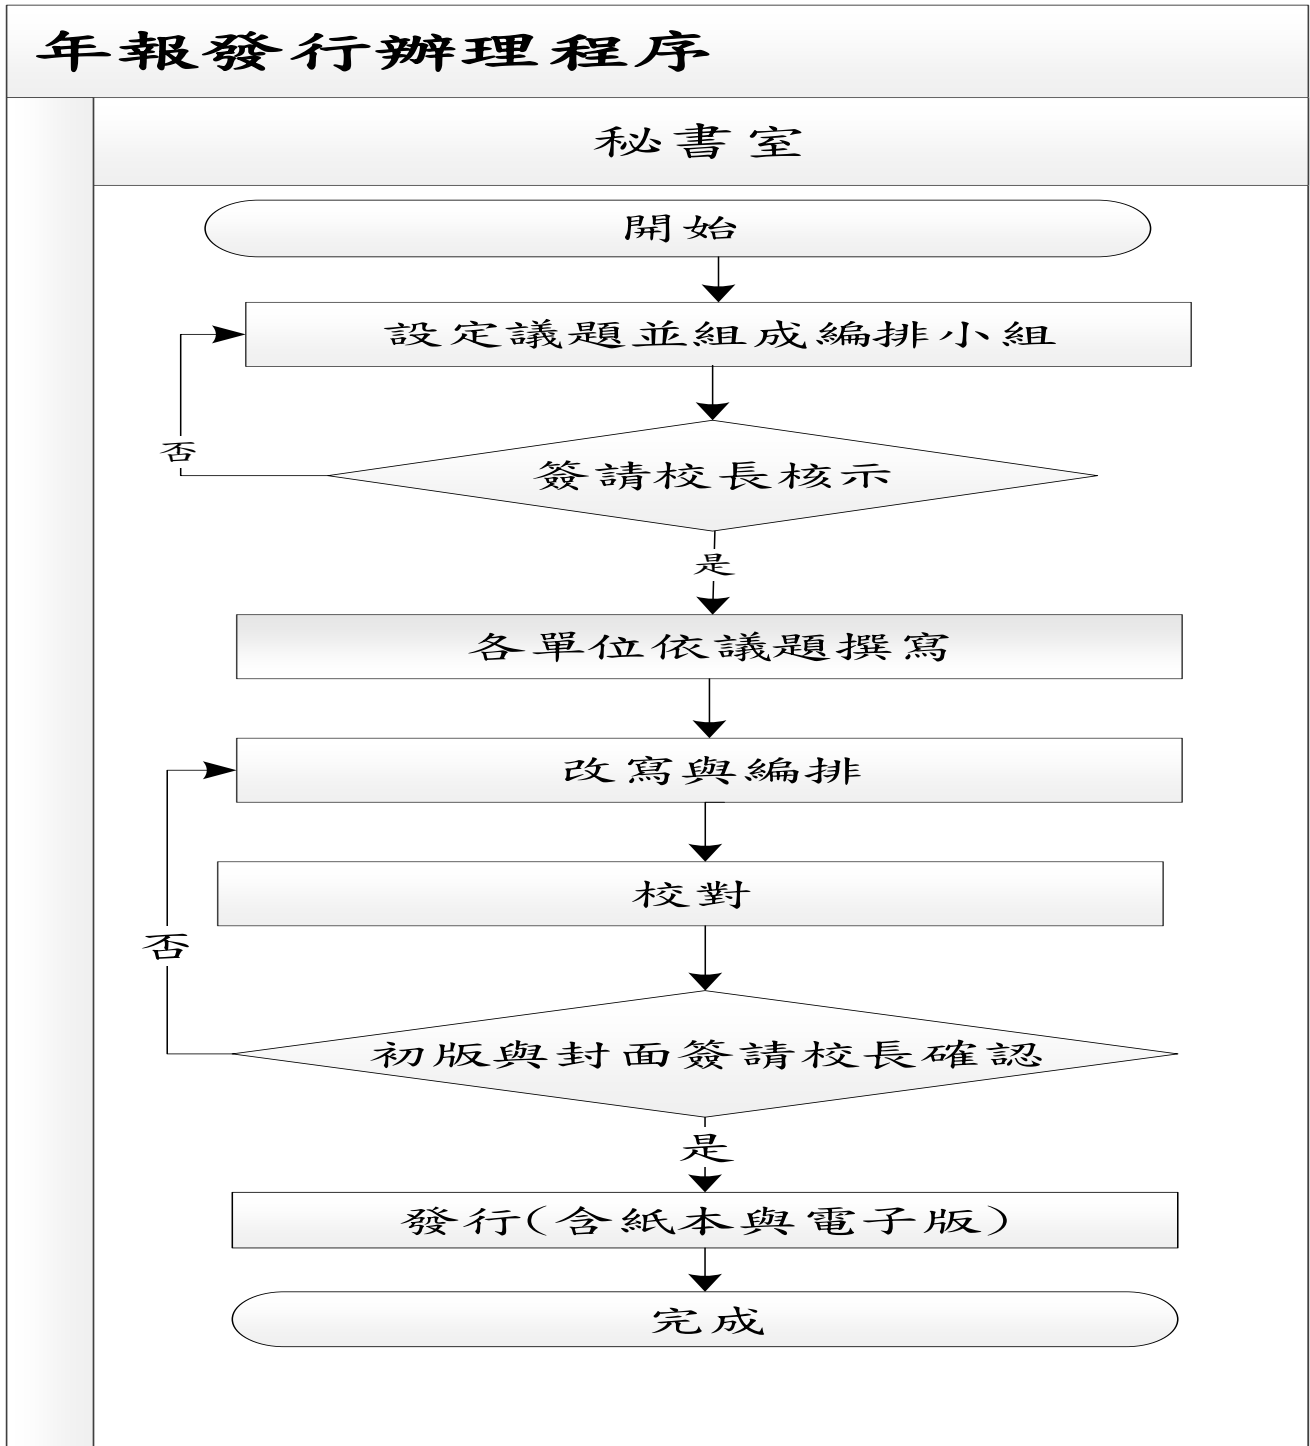 年報發行辦理程序
秘書室
開始
設定議題並組成編排小組
否
簽請校長核示
是
各單位依議題撰寫
改寫與編排
校對
否
初版與封面簽請校長確認
是
發行(含紙本與電子版)
完成